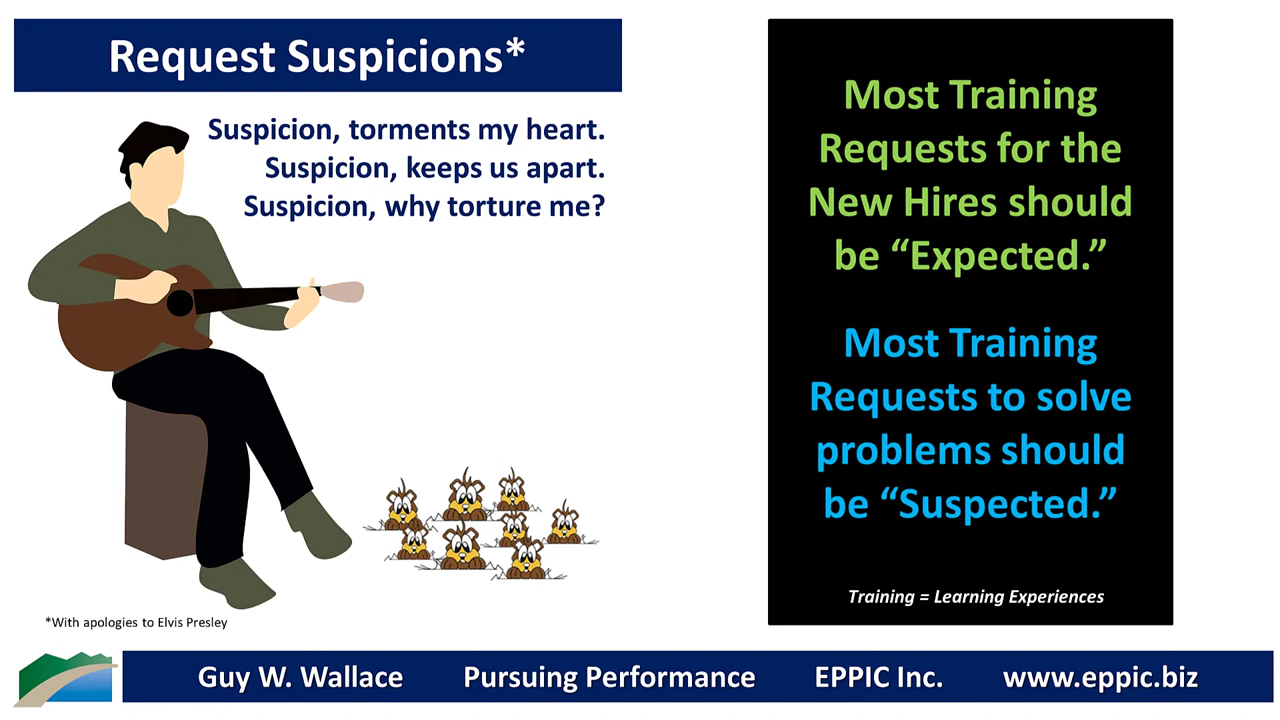 Request Suspicions*
Suspicion, torments my heart.
Suspicion, keeps us apart.
Suspicion, why torture me?
*With apologies to Elvis Presley
Most Training
Requests for the
New Hires should
be “Expected.”
Most Training
Requests to solve
problems should
be “Suspected.”
Training = Learning Experiences
Guy W. Wallace Pursuing Performance EPPIC Inc. www.eppic.biz